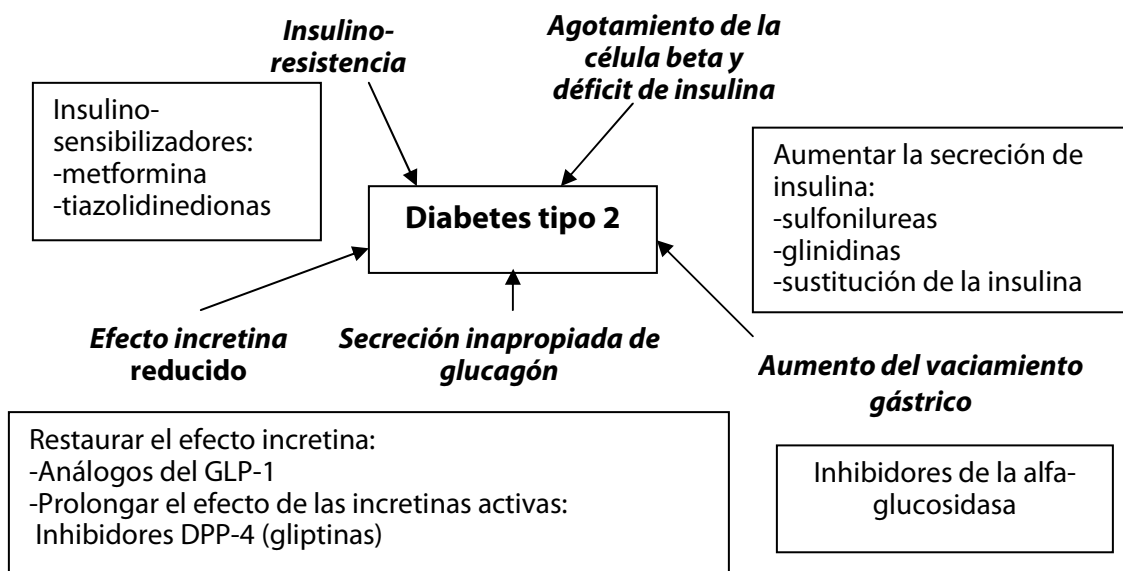 Insulino-
resistencia
Agotamiento de la
célula beta y
déficit de insulina
Insulino-
sensibilizadores:
-metformina
-tiazolidinedionas
Diabetes tipo 2
Aumentar la secreción de
insulina:
-sulfonilureas
-glinidinas
-sustitución de la insulina
Efecto incretina
reducido
Secreción inapropiada de
glucagón
Aumento del vaciamiento
gástrico
Restaurar el efecto incretina:
-Análogos del GLP-1
-Prolongar el efecto de las incretinas activas:
Inhibidores DPP-4 (gliptinas)
Inhibidores de la alfa-
glucosidasa